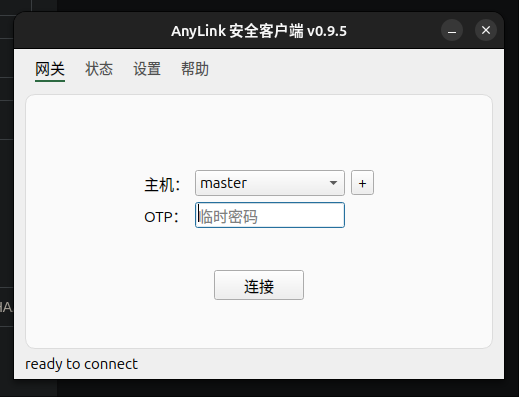 AnyLink 安全客户端 v0.9.5
网关 状态 设置 帮助
主机： master +
OTP： 临时密码
连接
ready to connect
HA